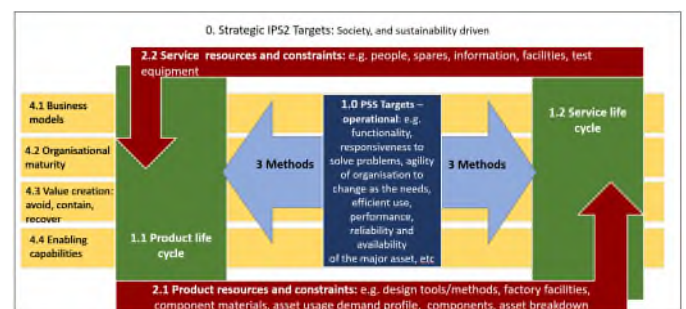 0. Strategic IPS2 Targets: Society, and sustainability driven
2.2 Service resources and constraints: e.g. people, spares, information, facilities, test
equipment
4.1 Business
models
4.2 Organisational
maturity
4.3 Value creation:
avoid, contain,
recover
4.4 Enabling
capabilities
1.1 Product life
cycle
3 Methods
1.0 PSS Targets –
operational: e.g.
functionality,
responsiveness to
solve problems, agility
of organisation to
change as the needs,
efficient use,
performance,
reliability and
availability
of the major asset, etc
3 Methods
1.2 Service life
cycle
2.1 Product resources and constraints: e.g. design tools/methods, factory facilities,
component materials, asset usage demand profile, components, asset breakdown